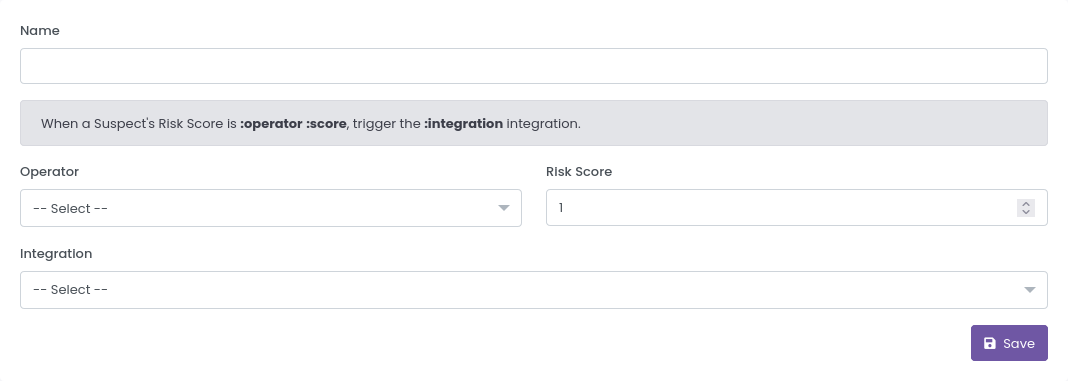 Name
When a Suspect's Risk Score is :operator :score, trigger the :integration integration.
Operator
Risk Score
-- Select --
1
Integration
-- Select --
Save